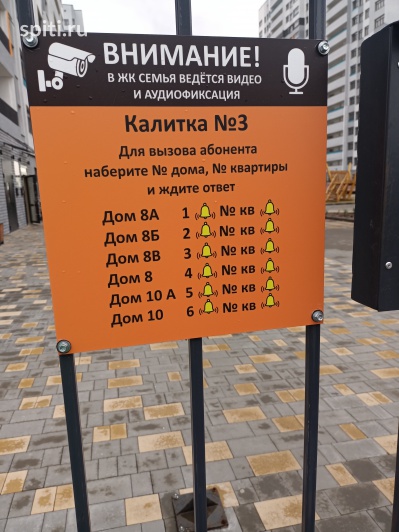 spiti.ru
ВНИМАНИЕ!
В ЖК СЕМЬЯ ВЕДЁТСЯ ВИДЕО
И АУДИОФИКСАЦИЯ
Калитка №3
Для вызова абонента
наберите № дома, № квартиры
и ждите ответ
Дом 8А 1 № кв
Дом 8Б 2 № кв
Дом 8В 3 № кв
Дом 8 4 № кв
Дом 10 А 5 № кв
Дом 10 6 № кв